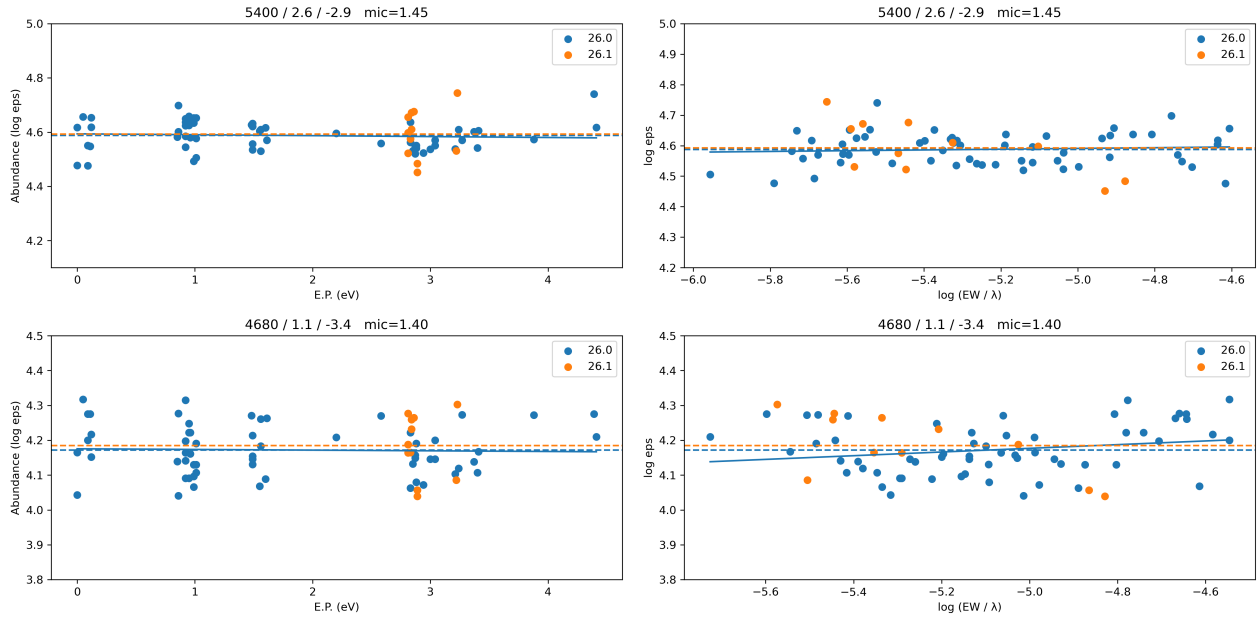 5400 / 2.6 / -2.9 mic=1.45
5.0
4.8
4.6
4.4
4.2
Abundance (log eps)
0 1 2 3 4
E.P. (eV)
26.0
26.1
5400 / 2.6 / -2.9 mic=1.45
5.0
4.9
4.8
4.7
4.6
4.5
4.4
4.3
4.2
log eps
−6.0 −5.8 −5.6 −5.4 −5.2 −5.0 −4.8 −4.6
log (EW / λ)
26.0
26.1
4680 / 1.1 / -3.4 mic=1.40
4.5
4.4
4.3
4.2
4.1
4.0
3.9
3.8
Abundance (log eps)
0 1 2 3 4
E.P. (eV)
26.0
26.1
4680 / 1.1 / -3.4 mic=1.40
4.5
4.4
4.3
4.2
4.1
4.0
3.9
3.8
log eps
−5.6 −5.4 −5.2 −5.0 −4.8 −4.6
log (EW / λ)
26.0
26.1